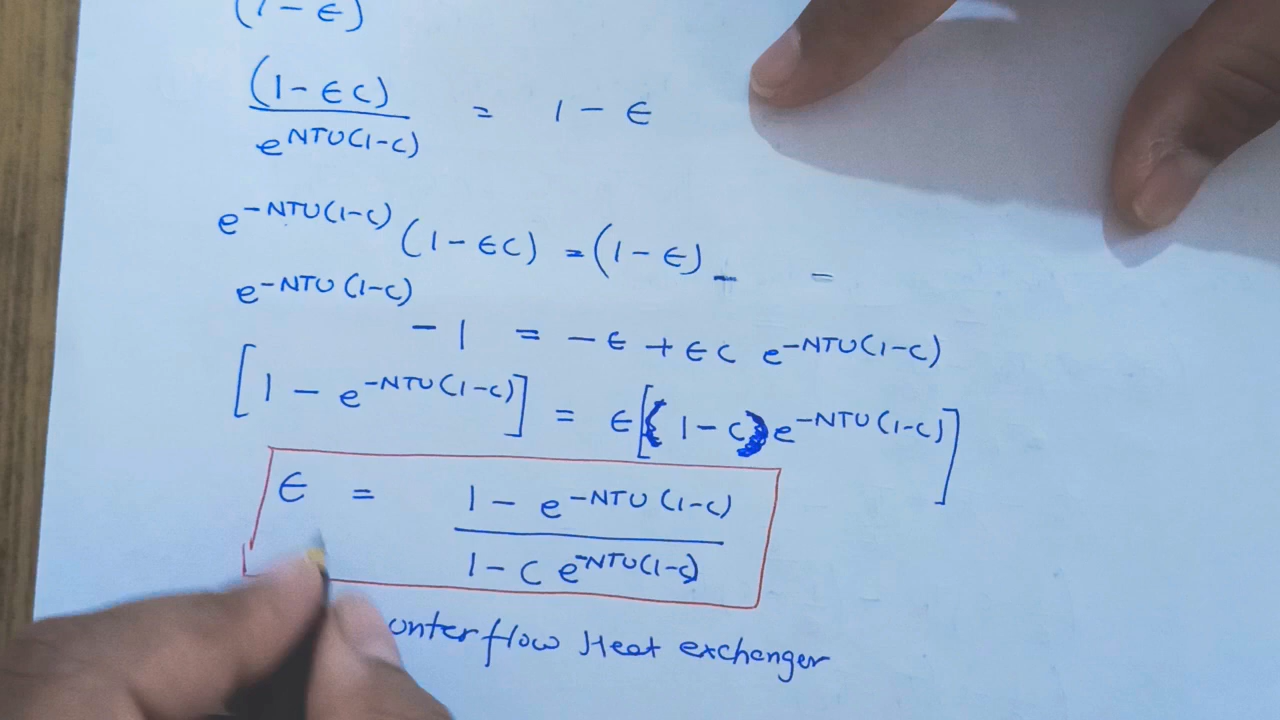 (1 - ϵ)
(1 - ϵC) / e^NTU(1-C) = 1 - ϵ
e^-NTU(1-C) (1 - ϵC) = (1 - ϵ) - =
e^-NTU(1-C) - 1 = -ϵ + ϵC e^-NTU(1-C)
[1 - e^-NTU(1-C)] = ϵ[(1-C) e^-NTU(1-C)]
ϵ = 1 - e^-NTU(1-C) / 1 - C e^-NTU(1-C)
Heat exchanger